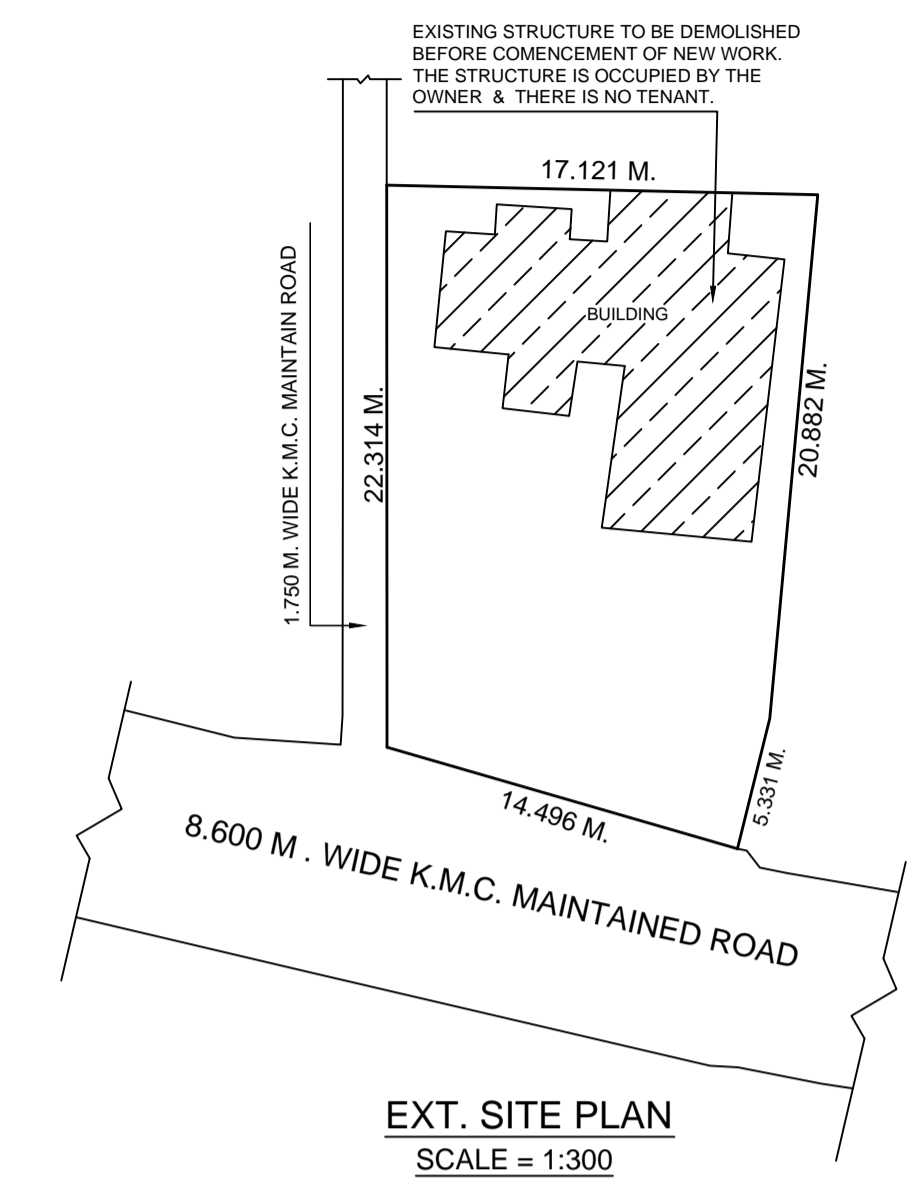 EXISTING STRUCTURE TO BE DEMOLISHED
BEFORE COMENCEMENT OF NEW WORK.
THE STRUCTURE IS OCCUPIED BY THE
OWNER & THERE IS NO TENANT.
17.121 M.
1.750 M. WIDE K.M.C. MAINTAIN ROAD
22.314 M.
BUILDING
20.882 M.
14.496 M.
5.331 M.
8.600 M . WIDE K.M.C. MAINTAINED ROAD
EXT. SITE PLAN
SCALE = 1:300